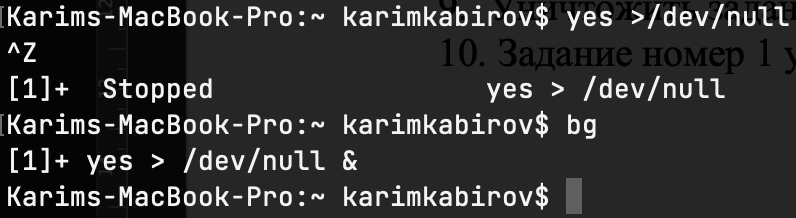 Karims-MacBook-Pro:~ karimkabirov$ yes >/dev/null
^Z
10. Задание номер 1 у
[1]+  Stopped                 yes > /dev/null
Karims-MacBook-Pro:~ karimkabirov$ bg
[1]+ yes > /dev/null &
Karims-MacBook-Pro:~ karimkabirov$